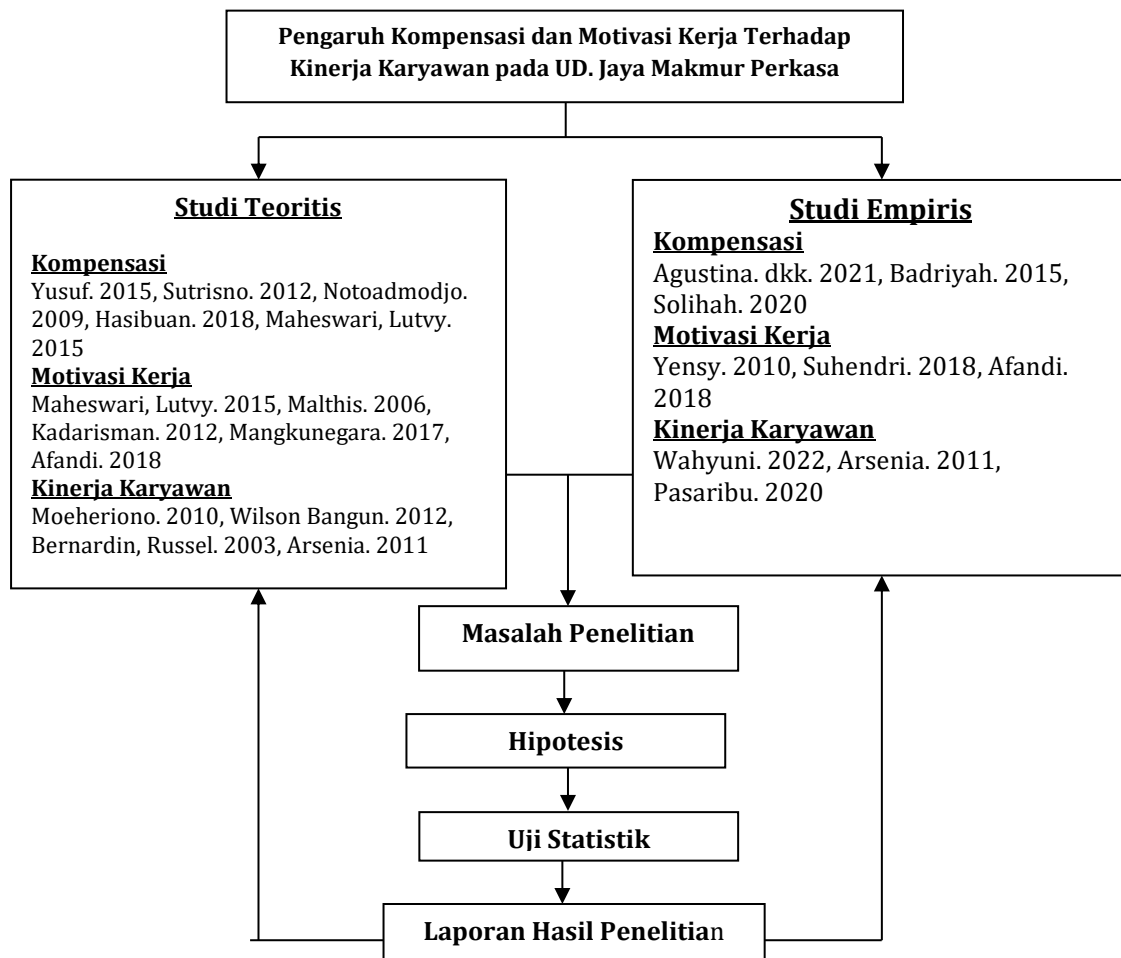 Pengaruh Kompensasi dan Motivasi Kerja Terhadap
Kinerja Karyawan pada UD. Jaya Makmur Perkasa
Studi Teoritis
Kompensasi
Yusuf. 2015, Sutrisno. 2012, Notoadmodjo.
2009, Hasibuan. 2018, Maheswari, Lutvy.
2015
Motivasi Kerja
Maheswari, Lutvy. 2015, Malthis. 2006,
Kadarisman. 2012, Mangkunegara. 2017,
Afandi. 2018
Kinerja Karyawan
Moeheriono. 2010, Wilson Bangun. 2012,
Bernardin, Russel. 2003, Arsenia. 2011
Studi Empiris
Kompensasi
Agustina. dkk. 2021, Badriyah. 2015,
Solihah. 2020
Motivasi Kerja
Yensy. 2010, Suhendri. 2018, Afandi.
2018
Kinerja Karyawan
Wahyuni. 2022, Arsenia. 2011,
Pasaribu. 2020
Masalah Penelitian
Hipotesis
Uji Statistik
Laporan Hasil Penelitian